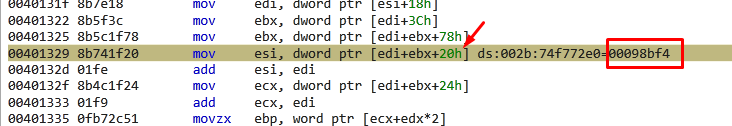 0040131f 8b7e18 mov edi, dword ptr [esi+18h]
00401322 8b5f3c mov ebx, dword ptr [edi+3Ch]
00401325 8b5c1f78 mov ebx, dword ptr [edi+ebx+78h]
00401329 8b741f20 mov esi, dword ptr [edi+ebx+20h] ds:002b:74f772e0=00098bf4
0040132d 01fe add esi, edi
0040132f 8b4c1f24 mov ecx, dword ptr [edi+ebx+24h]
00401333 01f9 add ecx, edi
00401335 0fb72c51 movzx ebp, word ptr [ecx+edx*2]